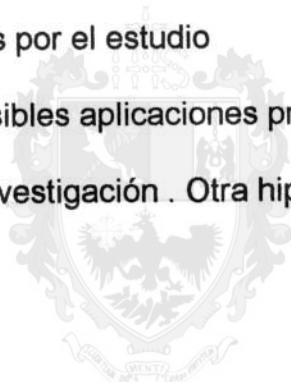 s por el estudio
sibles aplicaciones pr
vestigación . Otra hip